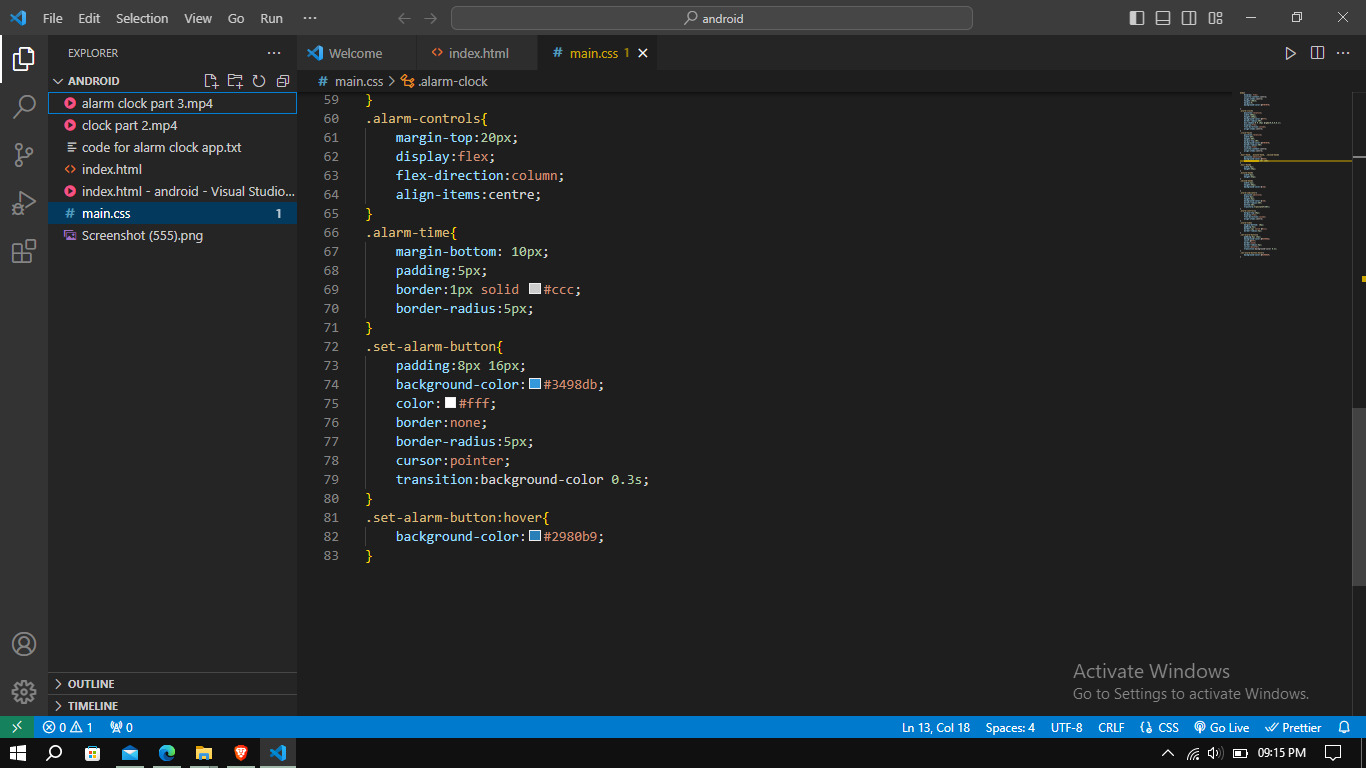 File Edit Selection View Go Run ···
android
EXPLORER ···
Welcome
index.html
# main.css 1
ANDROID
# main.css > .alarm-clock
alarm clock part 3.mp4
clock part 2.mp4
code for alarm clock app.txt
index.html
index.html - android - Visual Studio...
# main.css 1
Screenshot (555).png
59 }
60 .alarm-controls{
61 margin-top:20px;
62 display:flex;
63 flex-direction:column;
64 align-items:centre;
65 }
66 .alarm-time{
67 margin-bottom: 10px;
68 padding:5px;
69 border:1px solid #ccc;
70 border-radius:5px;
71 }
72 .set-alarm-button{
73 padding:8px 16px;
74 background-color:#3498db;
75 color:#fff;
76 border:none;
77 border-radius:5px;
78 cursor:pointer;
79 transition:background-color 0.3s;
80 }
81 .set-alarm-button:hover{
82 background-color:#2980b9;
83 }
Activate Windows
Go to Settings to activate Windows.
OUTLINE
TIMELINE
0 1 0
Ln 13, Col 18 Spaces: 4 UTF-8 CRLF CSS Go Live Prettier
09:15 PM